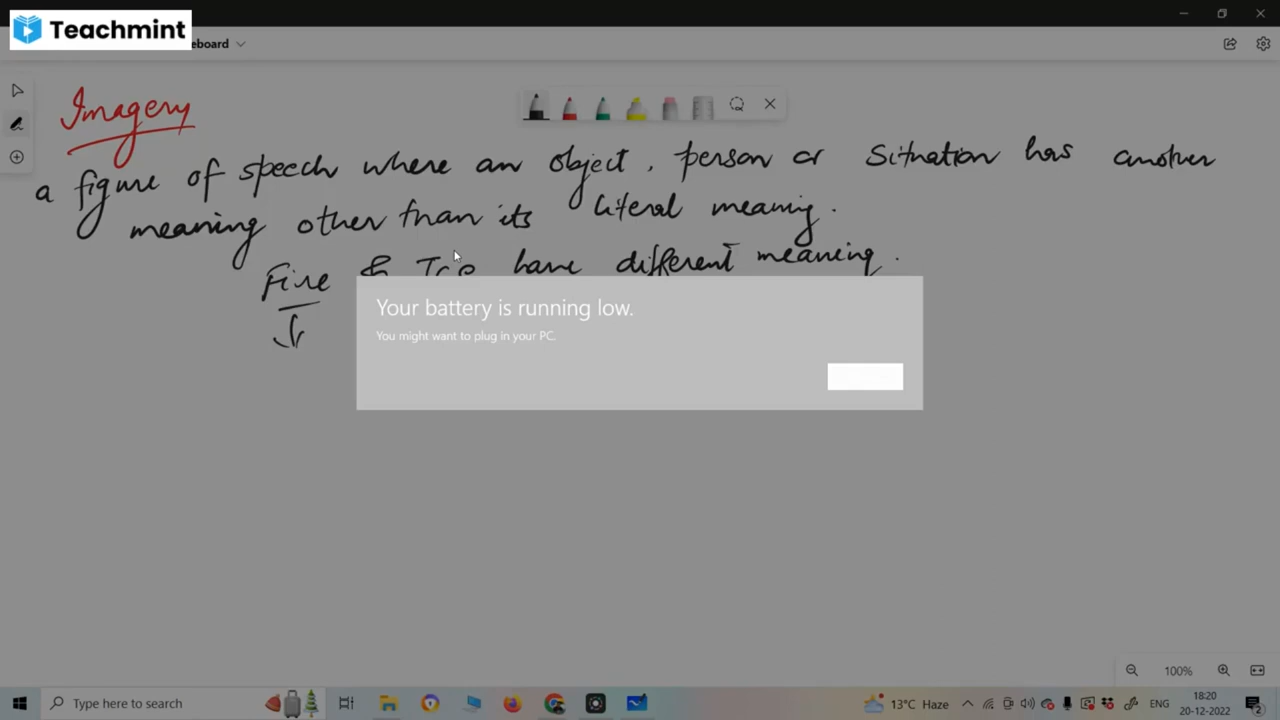 Teachmint
eboard
Imagery
a figure of speech where an object, person or Situation has another
meaning other than its literal meaning.
Fire & Ice have different meaning.
Your battery is running low.
You might want to plug in your PC.
100%
Type here to search
13°C Haze
ENG
18:20
20-12-2022
2